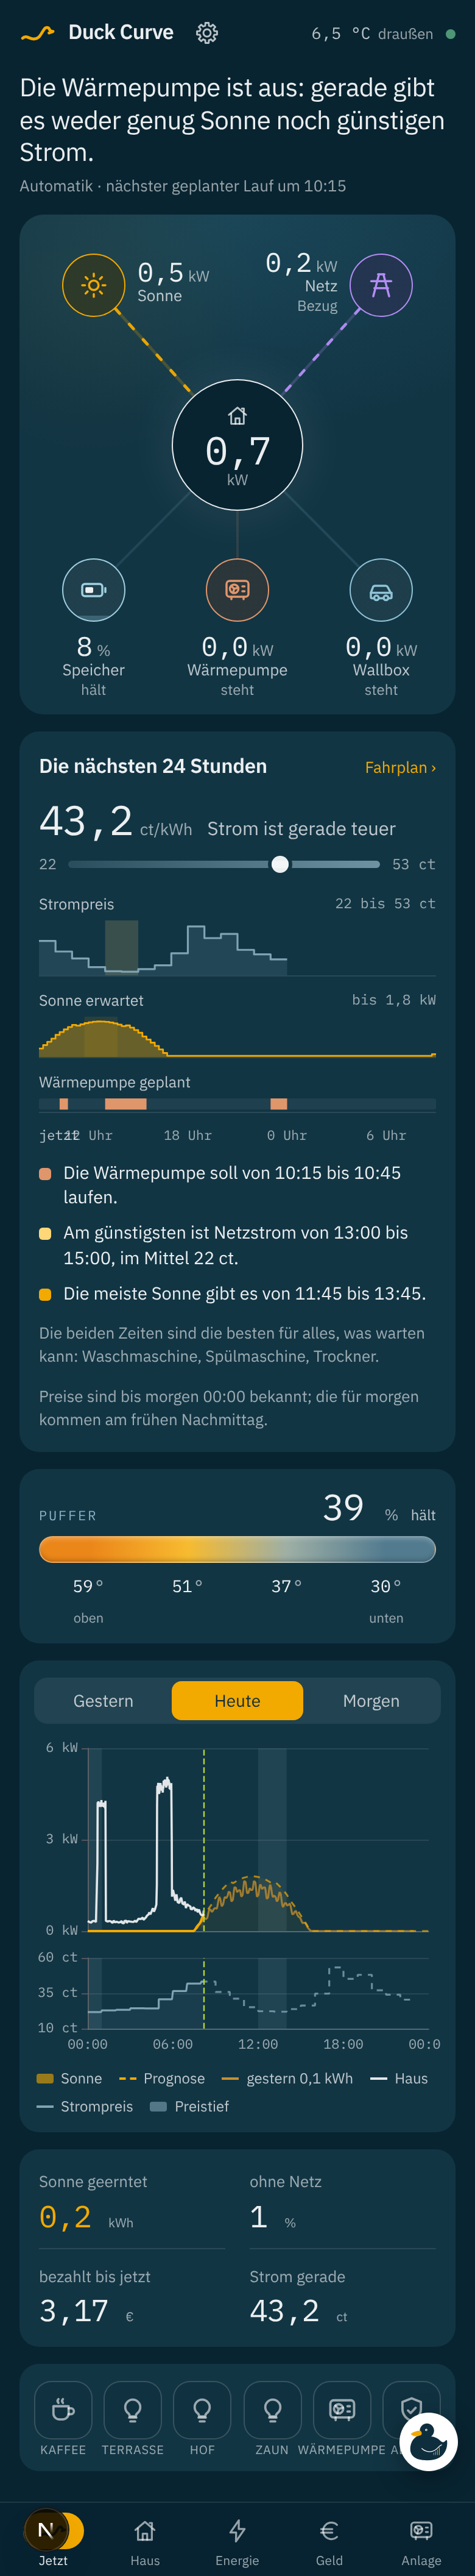 Duck Curve
6,5 °C draußen
Die Wärmepumpe ist aus: gerade gibt
es weder genug Sonne noch günstigen
Strom.
Automatik · nächster geplanter Lauf um 10:15
0,5 kW
Sonne
0,2 kW
Netz
Bezug
0,7
kW
8 %
Speicher
hält
0,0 kW
Wärmepumpe
steht
0,0 kW
Wallbox
steht
Die nächsten 24 Stunden
Fahrplan ›
43,2 ct/kWh Strom ist gerade teuer
22
53 ct
Strompreis
22 bis 53 ct
Sonne erwartet
bis 1,8 kW
Wärmepumpe geplant
jetzt
12 Uhr
18 Uhr
0 Uhr
6 Uhr
Die Wärmepumpe soll von 10:15 bis 10:45
laufen.
Am günstigsten ist Netzstrom von 13:00 bis
15:00, im Mittel 22 ct.
Die meiste Sonne gibt es von 11:45 bis 13:45.
Die beiden Zeiten sind die besten für alles, was warten
kann: Waschmaschine, Spülmaschine, Trockner.
Preise sind bis morgen 00:00 bekannt; die für morgen
kommen am frühen Nachmittag.
PUFFER
39 % hält
59° 51° 37° 30°
oben
unten
Gestern Heute Morgen
6 kW
3 kW
0 kW
60 ct
35 ct
10 ct
00:00 06:00 12:00 18:00 00:0
Sonne Prognose gestern 0,1 kWh Haus
Strompreis Preistief
Sonne geerntet
0,2 kWh
ohne Netz
1 %
bezahlt bis jetzt
3,17 €
Strom gerade
43,2 ct
KAFFEE TERRASSE HOF ZAUN WÄRMEPUMPE
N
Jetzt Haus Energie Geld Anlage